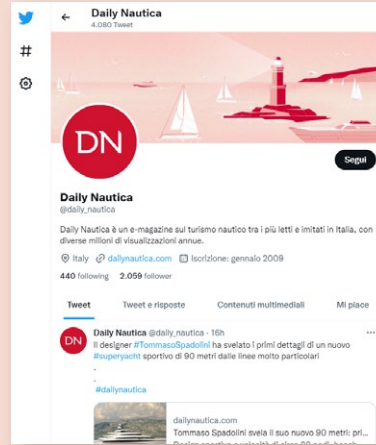 Daily Nautica
4.080 Tweet
DN
Segui
Daily Nautica
@daily_nautica
Daily Nautica è un e-magazine sul turismo nautico tra i più letti e imitati in Italia, con
diverse milioni di visualizzazioni annue.
Italy dailynautica.com Iscrizione: gennaio 2009
440 following 2.059 follower
Tweet Tweet e risposte Contenuti multimediali Mi piace
DN
Daily Nautica @daily_nautica · 16h
Il designer #TommasoSpadolini ha svelato i primi dettagli di un nuovo
#superyacht sportivo di 90 metri dalle linee molto particolari
.
.
#dailynautica
dailynautica.com
Tommaso Spadolini svela il suo nuovo 90 metri: pri...